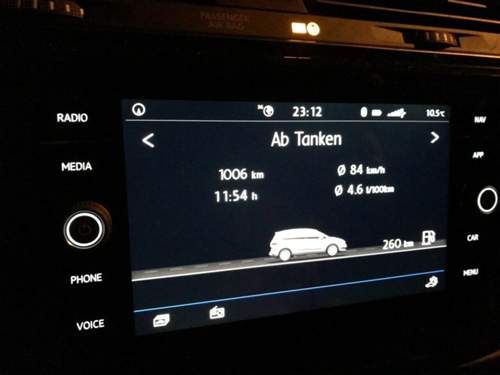 PASSENGER
AIR BAG
RADIO
23:12
10.5°C
NAV
Ab Tanken
MEDIA
APP
1006 km
Ø 84 km/h
11:54 h
Ø 4.6 l/100km
260 km
CAR
PHONE
MENU
VOICE